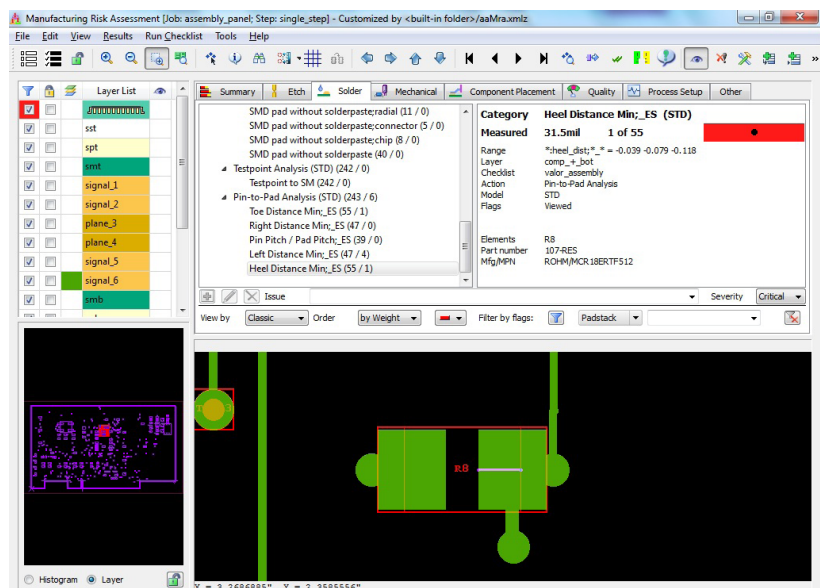 Manufacturing Risk Assessment [Job: assembly_panel; Step: single_step] - Customized by <built-in folder>/aaMra.xmlz
File Edit View Results Run Checklist Tools Help
Layer List
sst
spt
smt
signal_1
signal_2
plane_3
plane_4
signal_5
signal_6
smb
Summary Etch Solder Mechanical Component Placement Quality Process Setup Other
SMD pad without solderpaste;radial (11 / 0)
SMD pad without solderpaste;connector (5 / 0)
SMD pad without solderpaste;chip (8 / 0)
SMD pad without solderpaste (40 / 0)
Testpoint Analysis (STD) (242 / 0)
Testpoint to SM (242 / 0)
Pin-to-Pad Analysis (STD) (243 / 6)
Toe Distance Min;_ES (55 / 1)
Right Distance Min;_ES (47 / 0)
Pin Pitch / Pad Pitch;_ES (39 / 0)
Left Distance Min;_ES (47 / 4)
Heel Distance Min;_ES (55 / 1)
Category Heel Distance Min;_ES (STD)
Measured 31.5mil 1 of 55
Range *:heel_dist;*_* = -0.039 -0.079 -0.118
Layer comp_+_bot
Checklist valor_assembly
Action Pin-to-Pad Analysis
Model STD
Flags Viewed
Elements R8
Part number 107-RES
Mfg/MPN ROHM/MCR18ERTF512
Issue Severity Critical
View by Classic Order by Weight Filter by flags: Padstack
R8
Histogram Layer